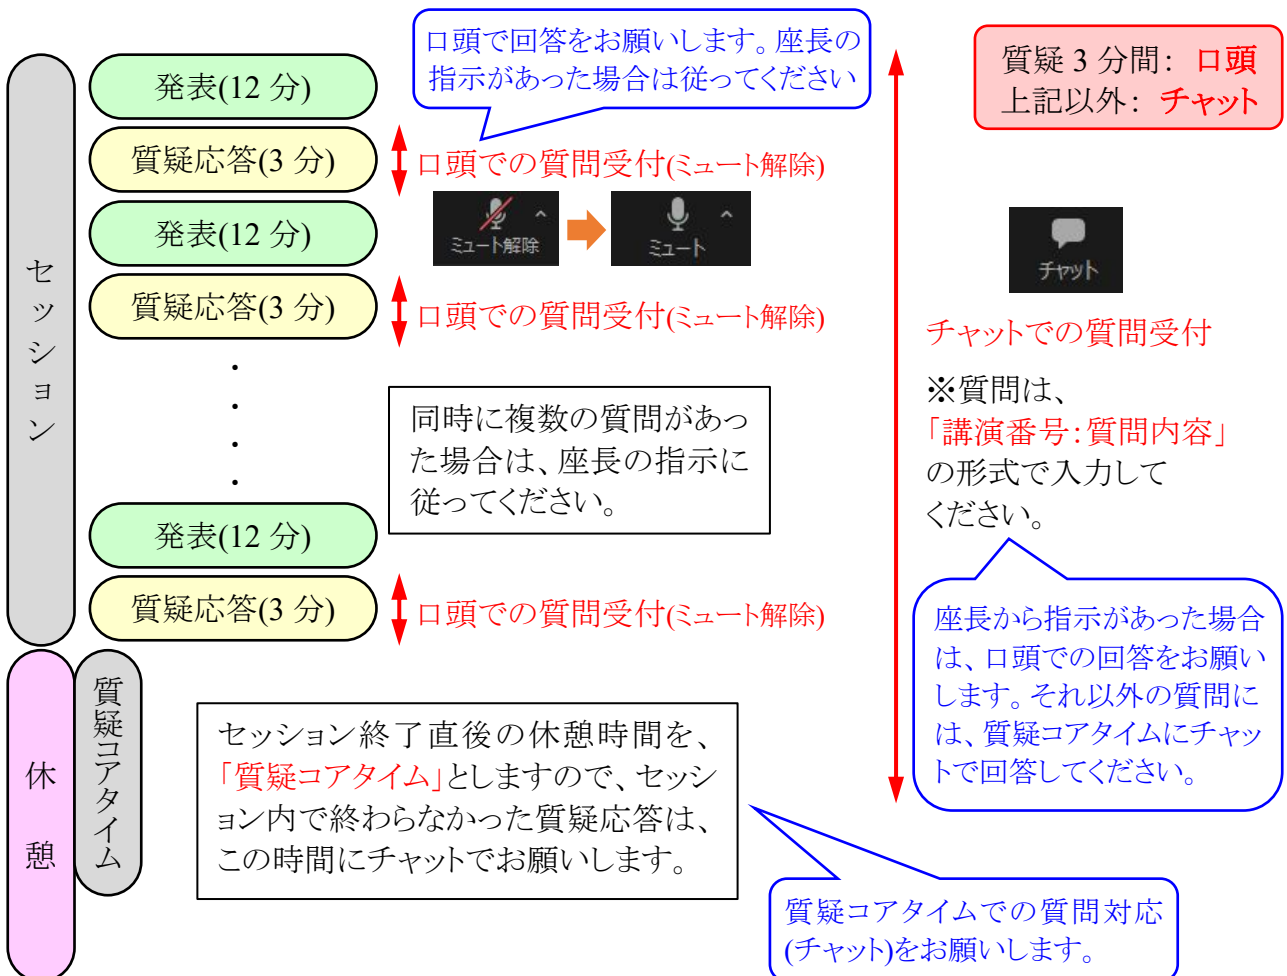 口頭で回答をお願いします。座長の
指示があった場合は従ってください
質疑 3 分間： 口頭
上記以外： チャット
セッション
発表(12 分)
質疑応答(3 分)
口頭での質問受付(ミュート解除)
発表(12 分)
ミュート解除
ミュート
質疑応答(3 分)
口頭での質問受付(ミュート解除)
・
・
・
・
同時に複数の質問があっ
た場合は、座長の指示に
従ってください。
発表(12 分)
質疑応答(3 分)
口頭での質問受付(ミュート解除)
チャット
チャットでの質問受付
※質問は、
「講演番号：質問内容」
の形式で入力して
ください。
座長から指示があった場合
は、口頭での回答をお願い
します。それ以外の質問に
は、質疑コアタイムにチャッ
トで回答してください。
休憩
質疑コアタイム
セッション終了直後の休憩時間を、
「質疑コアタイム」としますので、セッシ
ョン内で終わらなかった質疑応答は、
この時間にチャットでお願いします。
質疑コアタイムでの質問対応
(チャット)をお願いします。